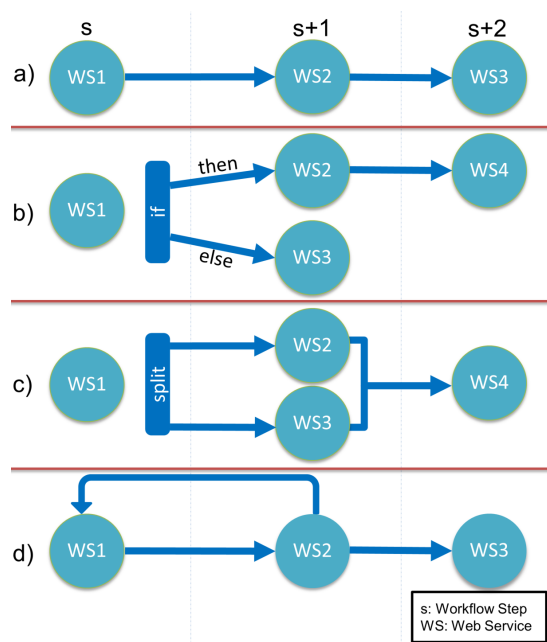 s s+1 s+2
a) WS1 WS2 WS3
then
b) WS1 if WS2 WS4
else WS3
c) WS1 split WS2 WS3 WS4
d) WS1 WS2 WS3
s: Workflow Step
WS: Web Service